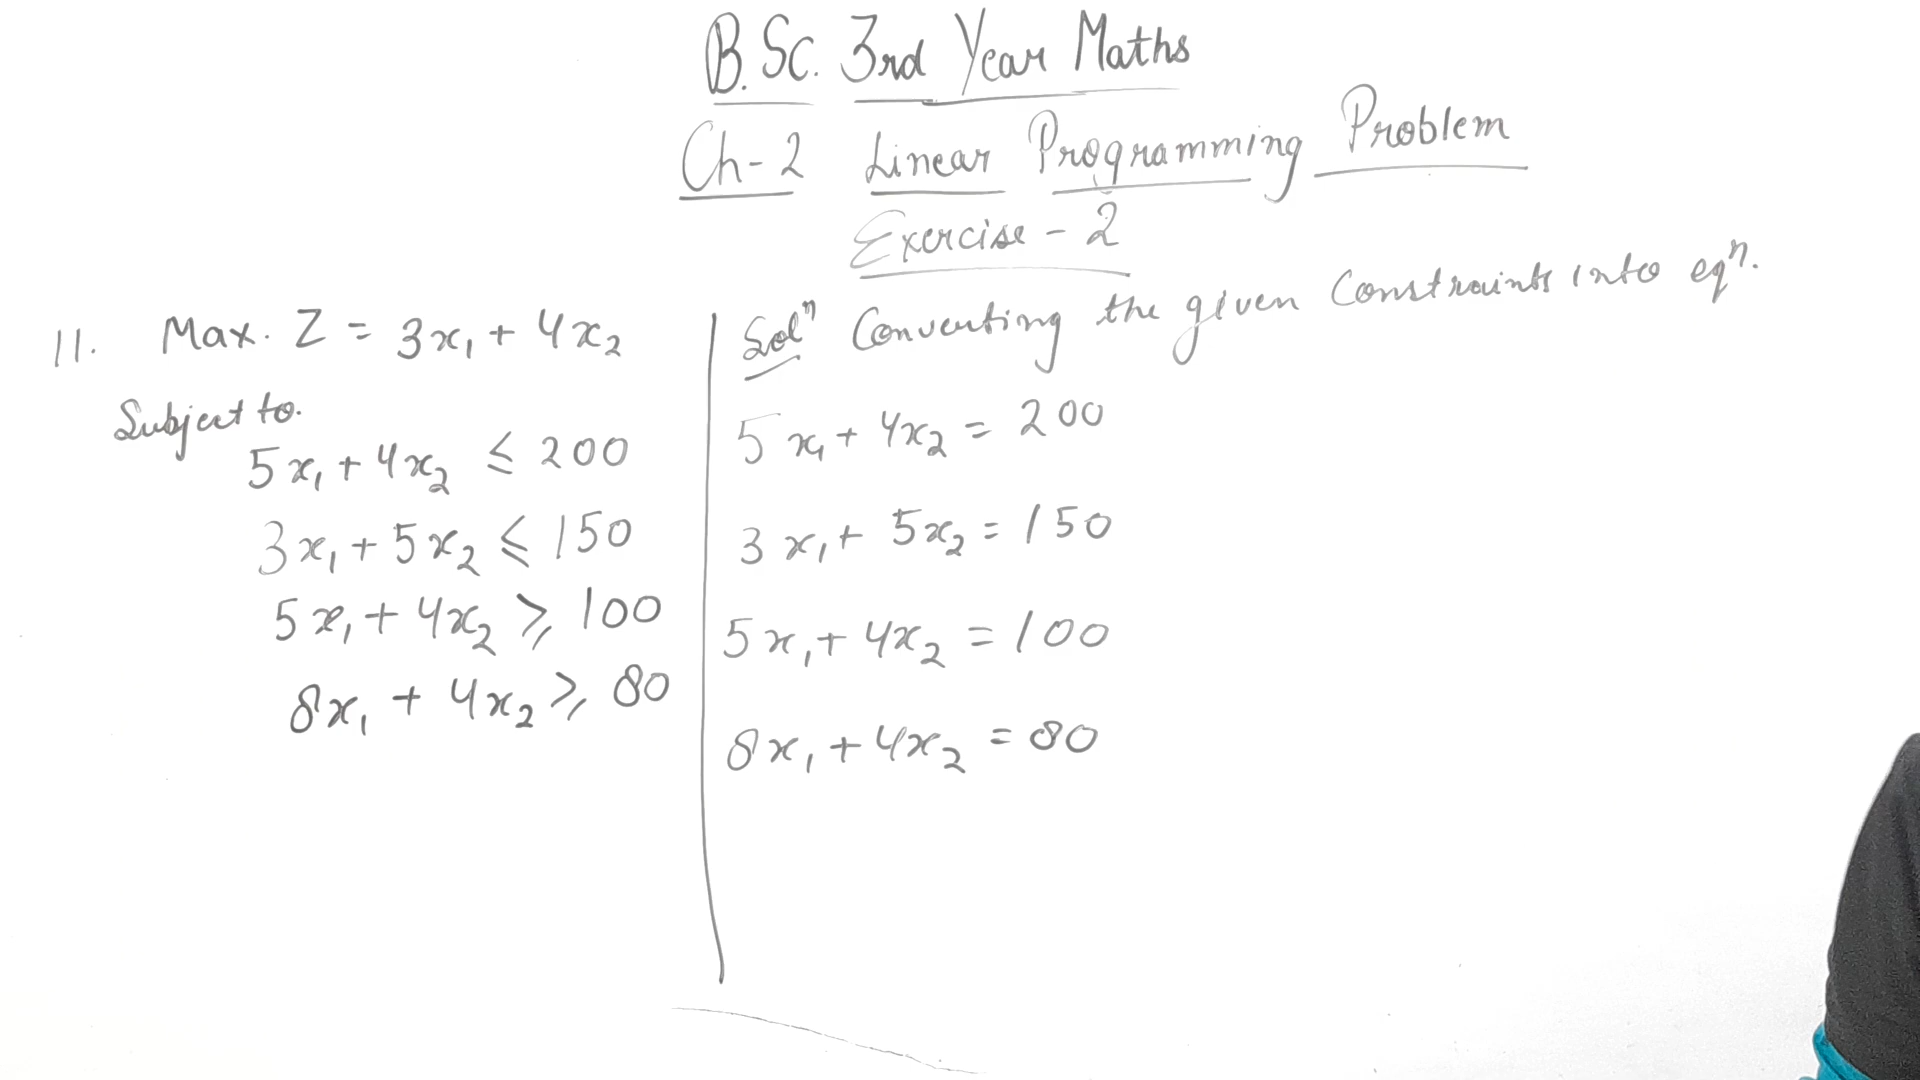 B.Sc. 3rd Year Maths
Ch-2 Linear Programming Problem
Exercise - 2
11. Max. Z = 3x₁ + 4x₂
Subject to.
5x₁ + 4x₂ ≤ 200
3x₁ + 5x₂ ≤ 150
5x₁ + 4x₂ ≥ 100
8x₁ + 4x₂ ≥ 80
Solⁿ Converting the given Constraints into eqⁿ.
5x₁ + 4x₂ = 200
3x₁ + 5x₂ = 150
5x₁ + 4x₂ = 100
8x₁ + 4x₂ = 80